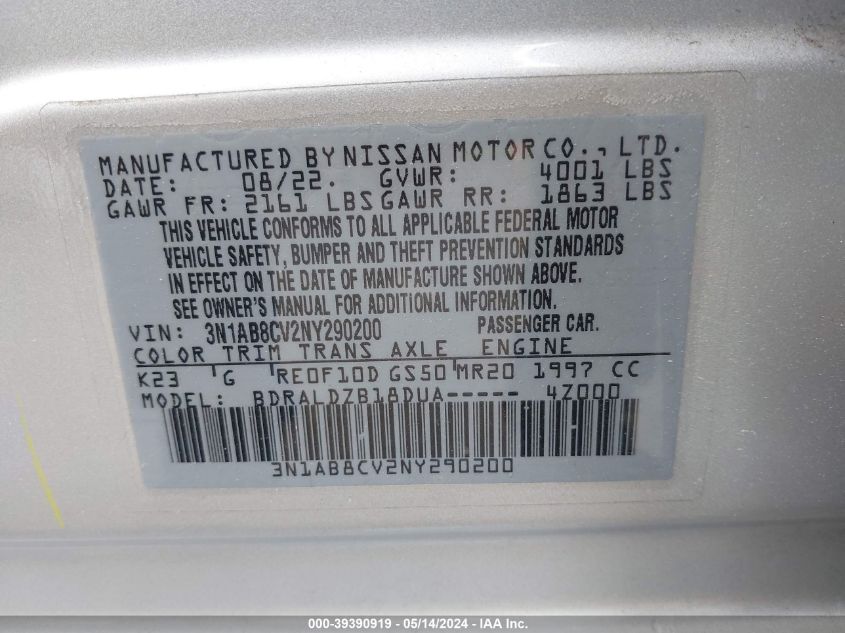 MANUFACTURED BY NISSAN MOTOR CO., LTD.
DATE: 08/22. GVWR: 4001 LBS
GAWR FR: 2161 LBS GAWR RR: 1863 LBS
THIS VEHICLE CONFORMS TO ALL APPLICABLE FEDERAL MOTOR
VEHICLE SAFETY, BUMPER AND THEFT PREVENTION STANDARDS
IN EFFECT ON THE DATE OF MANUFACTURE SHOWN ABOVE.
SEE OWNER'S MANUAL FOR ADDITIONAL INFORMATION.
VIN: 3N1AB8CV2NY290200 PASSENGER CAR.
COLOR TRIM TRANS AXLE ENGINE
K23 G RE0F10D GS50 MR20 1997 CC
MODEL: BDRALDZB18DUA----- 4Z000
3N1AB8CV2NY290200
000-39390919 - 05/14/2024 - IAA Inc.